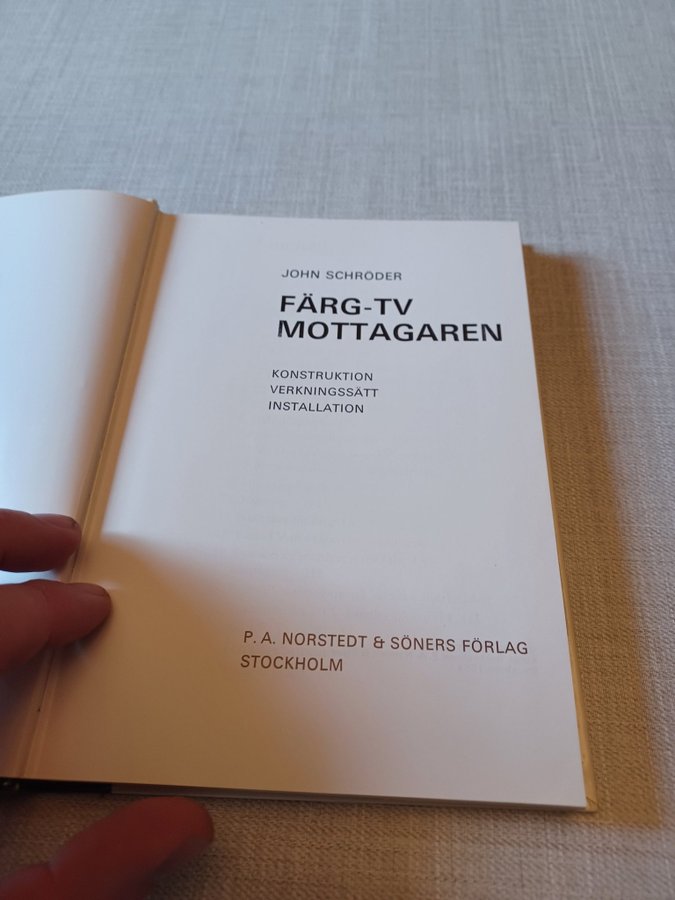 JOHN SCHRÖDER
FÄRG-TV
MOTTAGAREN
KONSTRUKTION
VERKNINGSSÄTT
INSTALLATION
P. A. NORSTEDT & SÖNERS FÖRLAG
STOCKHOLM